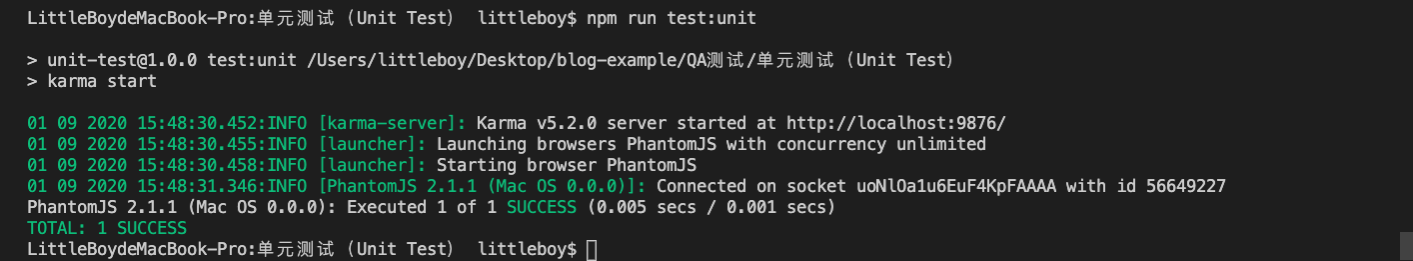 LittleBoydeMacBook-Pro:单元测试（Unit Test） littleboy$ npm run test:unit
> unit-test@1.0.0 test:unit /Users/littleboy/Desktop/blog-example/QA测试/单元测试（Unit Test）
> karma start
01 09 2020 15:48:30.452:INFO [karma-server]: Karma v5.2.0 server started at http://localhost:9876/
01 09 2020 15:48:30.455:INFO [launcher]: Launching browsers PhantomJS with concurrency unlimited
01 09 2020 15:48:30.458:INFO [launcher]: Starting browser PhantomJS
01 09 2020 15:48:31.346:INFO [PhantomJS 2.1.1 (Mac OS 0.0.0)]: Connected on socket uoNlOa1u6EuF4KpFAAAA with id 56649227
PhantomJS 2.1.1 (Mac OS 0.0.0): Executed 1 of 1 SUCCESS (0.005 secs / 0.001 secs)
TOTAL: 1 SUCCESS
LittleBoydeMacBook-Pro:单元测试（Unit Test） littleboy$